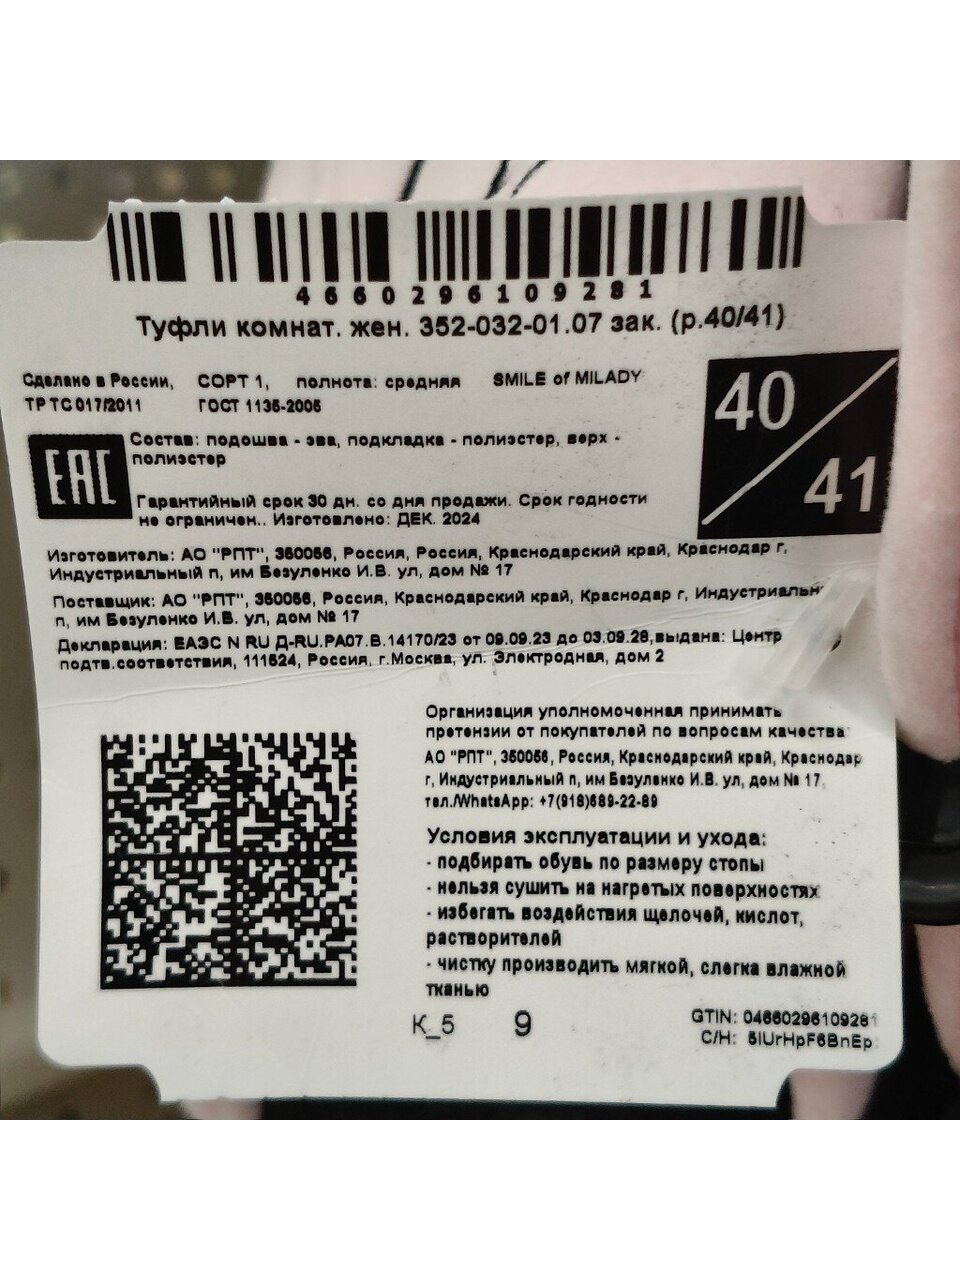 4660296109281
Туфли комнат. жен. 352-032-01.07 зак. (р.40/41)
Сделано в России, СОРТ 1, полнота: средняя SMILE of MILADY
ТР ТС 017/2011 ГОСТ 1135-2005
40
41
EAC
Состав: подошва - эва, подкладка - полиэстер, верх -
полиэстер
Гарантийный срок 30 дн. со дня продажи. Срок годности
не ограничен.. Изготовлено: ДЕК. 2024
Изготовитель: АО "РПТ", 350056, Россия, Россия, Краснодарский край, Краснодар г,
Индустриальный п, им Безуленко И.В. ул, дом № 17
Поставщик: АО "РПТ", 350056, Россия, Краснодарский край, Краснодар г, Индустриальн
п, им Безуленко И.В. ул, дом № 17
Декларация: ЕАЭС N RU Д-RU.РА07.В.14170/23 от 09.09.23 до 03.09.28,выдана: Центр
подтв.соответствия, 111524, Россия, г.Москва, ул. Электродная, дом 2
Организация уполномоченная принимать
претензии от покупателей по вопросам качества:
АО "РПТ", 350056, Россия, Краснодарский край, Краснодар
г, Индустриальный п, им Безуленко И.В. ул, дом № 17,
тел./WhatsApp: +7(918)689-22-89
Условия эксплуатации и ухода:
- подбирать обувь по размеру стопы
- нельзя сушить на нагретых поверхностях
- избегать воздействия щелочей, кислот,
растворителей
- чистку производить мягкой, слегка влажной
тканью
К_5 9
GTIN: 04660296109281
С/Н: 5IUrHpF6BnEp